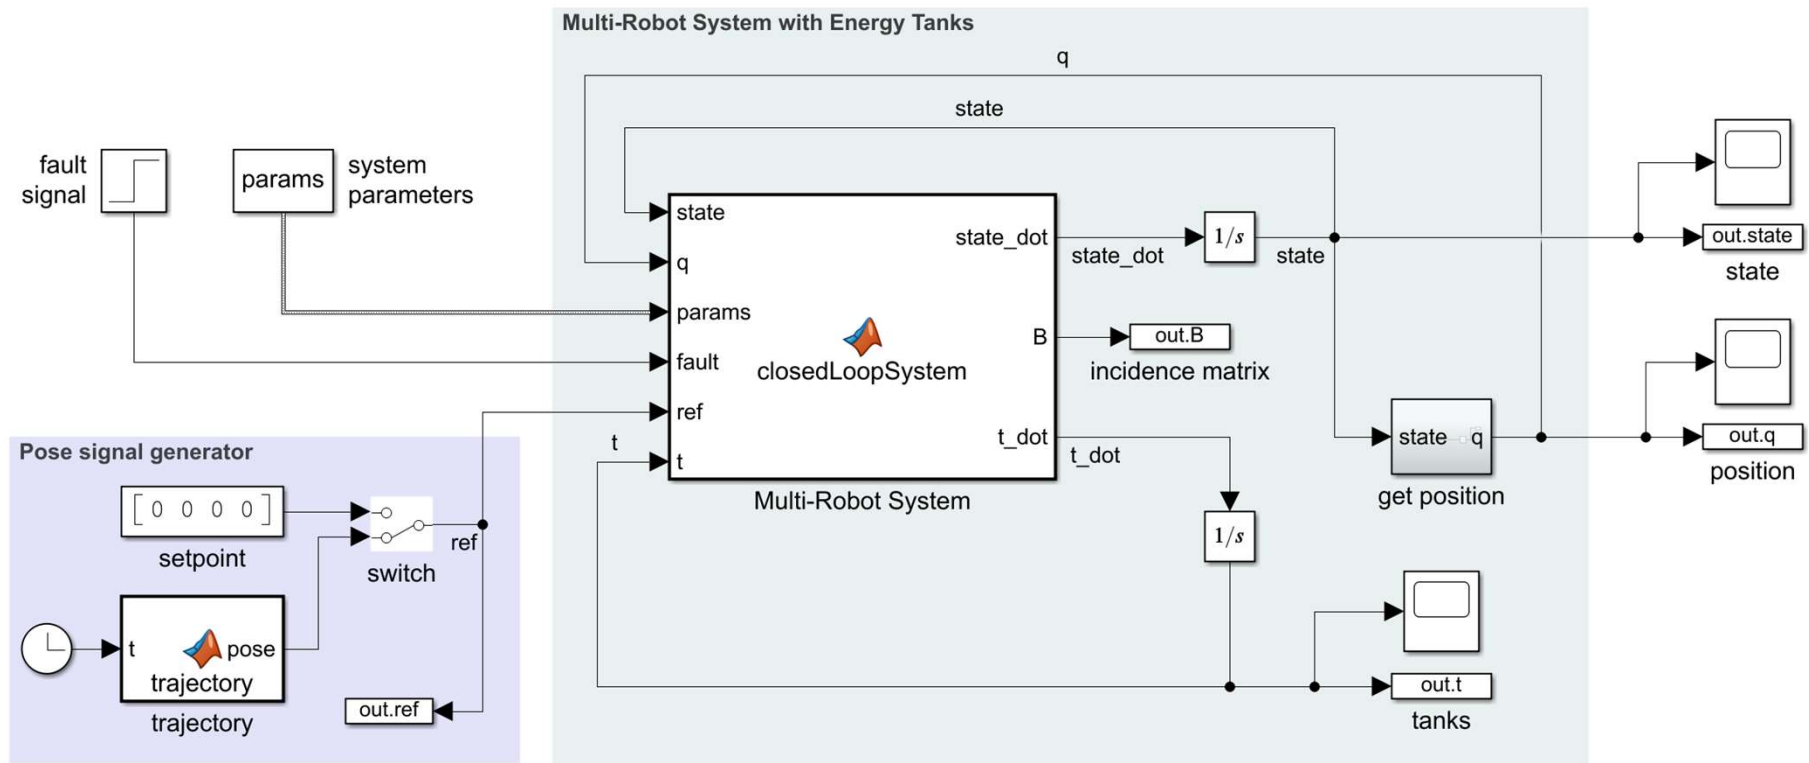 Multi-Robot System with Energy Tanks
q
state
fault
signal
params
system
parameters
state
q
params
fault
ref
t
closedLoopSystem
state_dot
B
t_dot
Multi-Robot System
state_dot
1/s
state
out.state
state
out.B
incidence matrix
t_dot
1/s
state
q
get position
out.q
position
t
out.t
tanks
Pose signal generator
[ 0 0 0 0 ]
setpoint
switch
ref
t
pose
trajectory
trajectory
out.ref